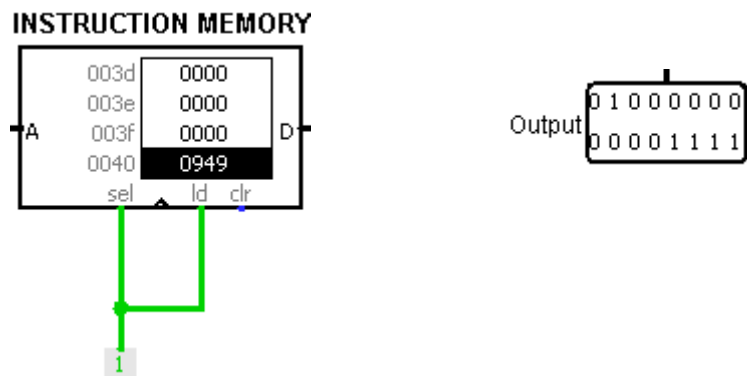 INSTRUCTION MEMORY
003d 0000
003e 0000
A 003f 0000 D
0040 0949
sel ld clr
1
Output
0 1 0 0 0 0 0 0
0 0 0 0 1 1 1 1